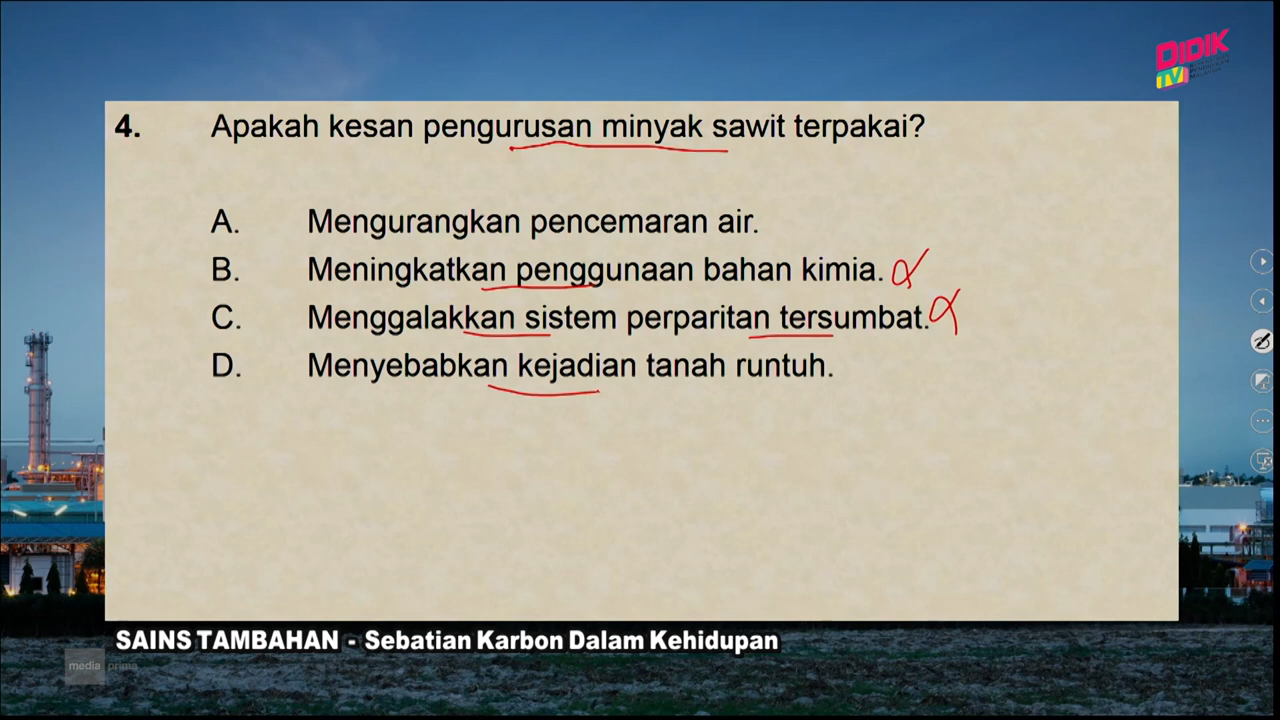 DIDIK
TV
4. Apakah kesan pengurusan minyak sawit terpakai?
A. Mengurangkan pencemaran air.
B. Meningkatkan penggunaan bahan kimia.
C. Menggalakkan sistem perparitan tersumbat.
D. Menyebabkan kejadian tanah runtuh.
SAINS TAMBAHAN - Sebatian Karbon Dalam Kehidupan
media prima